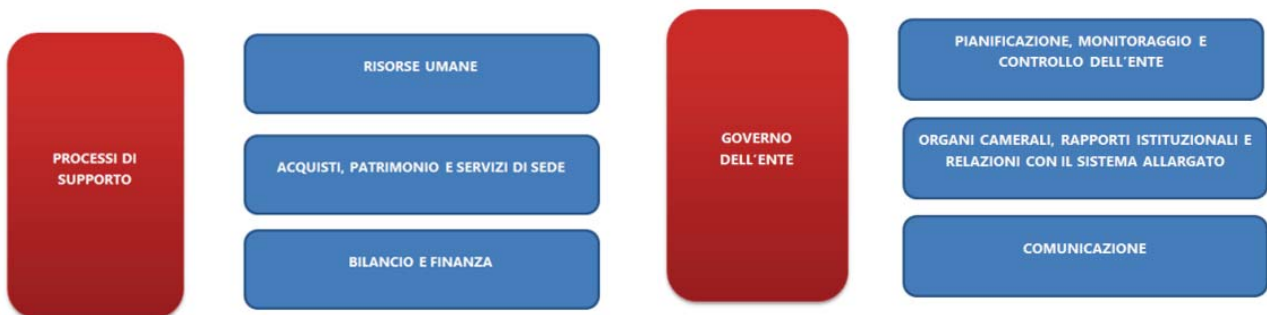 PROCESSI DI
SUPPORTO
RISORSE UMANE
ACQUISTI, PATRIMONIO E SERVIZI DI SEDE
BILANCIO E FINANZA
GOVERNO
DELL'ENTE
PIANIFICAZIONE, MONITORAGGIO E
CONTROLLO DELL'ENTE
ORGANI CAMERALI, RAPPORTI ISTITUZIONALI E
RELAZIONI CON IL SISTEMA ALLARGATO
COMUNICAZIONE